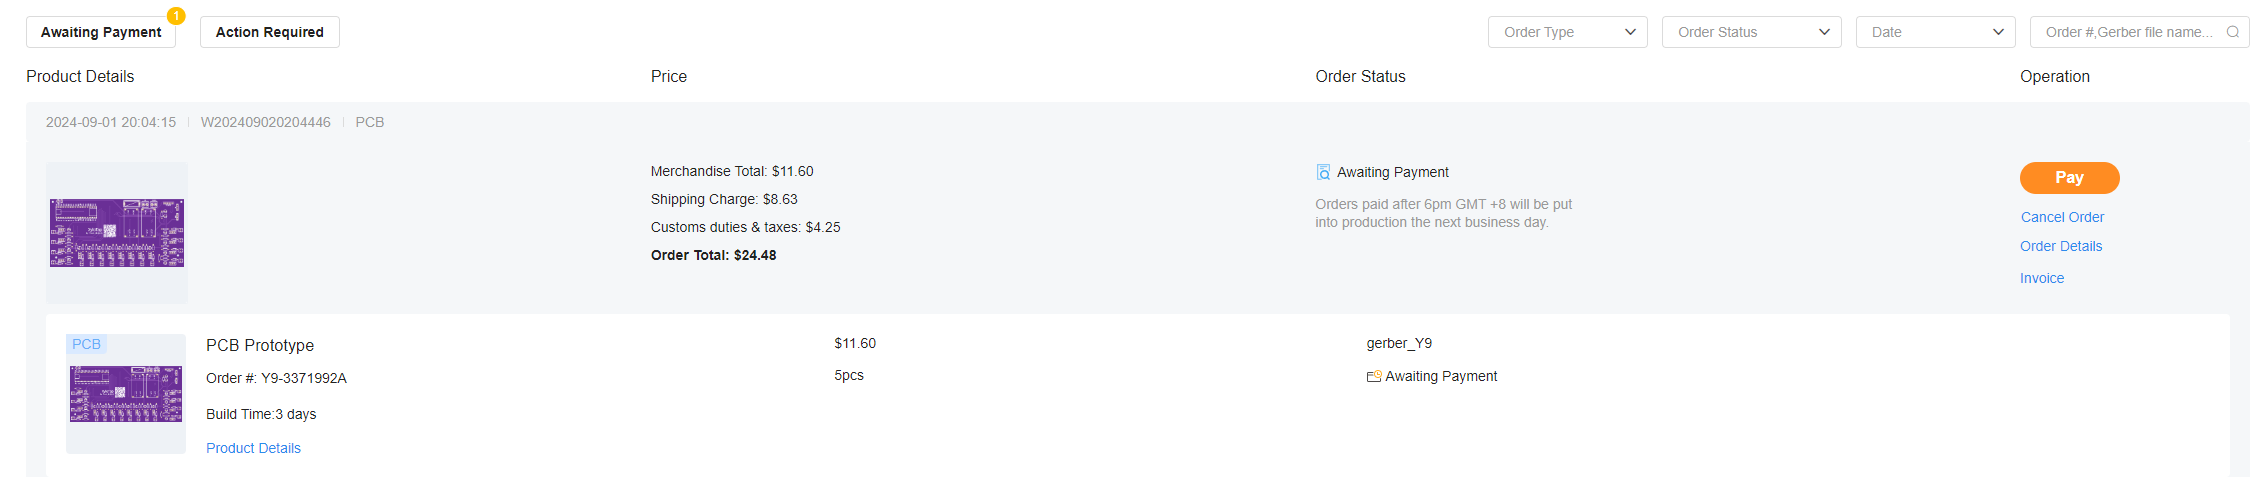 Awaiting Payment
1
Action Required
Order Type
Order Status
Date
Order #,Gerber file name...
Product Details
Price
Order Status
Operation
2024-09-01 20:04:15
W202409020204446
PCB
Merchandise Total: $11.60
Shipping Charge: $8.63
Customs duties & taxes: $4.25
Order Total: $24.48
Awaiting Payment
Orders paid after 6pm GMT +8 will be put
into production the next business day.
Pay
Cancel Order
Order Details
Invoice
PCB
PCB Prototype
$11.60
gerber_Y9
Order #: Y9-3371992A
5pcs
Awaiting Payment
Build Time:3 days
Product Details